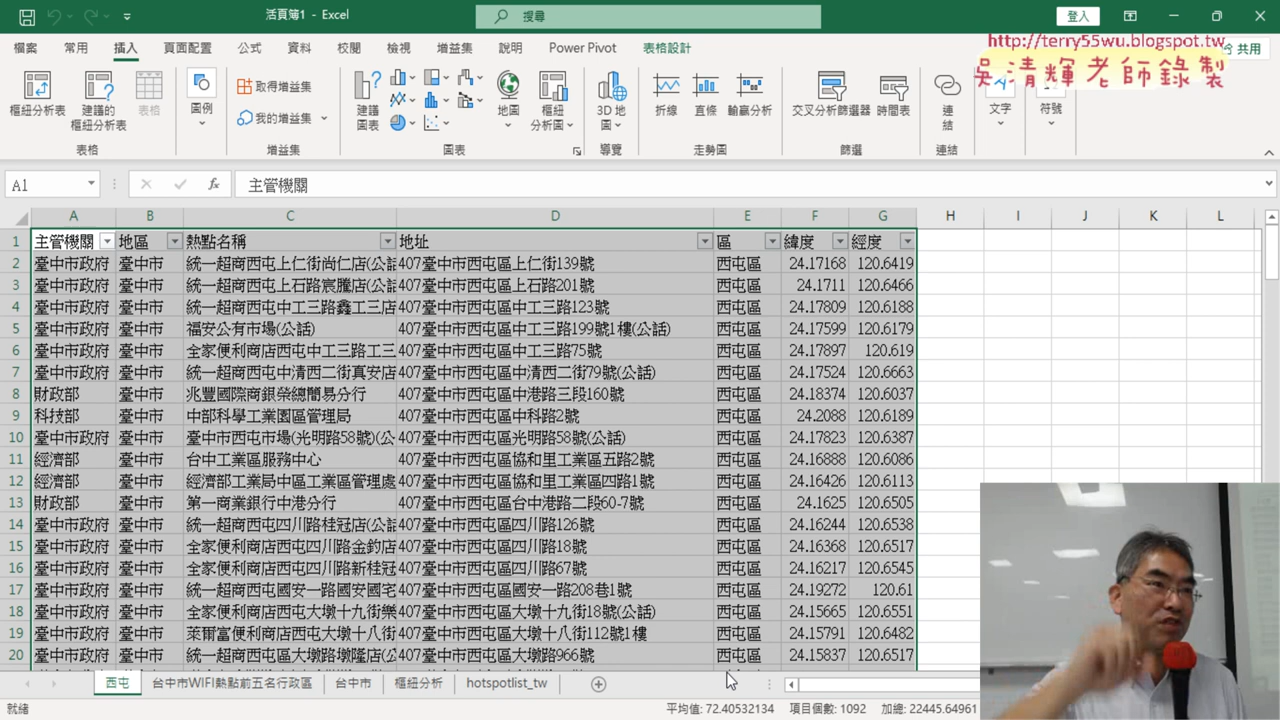 活頁簿1 - Excel
搜尋
登入
http://terry55wu.blogspot.tw
吳清輝老師錄製
檔案 常用 插入 頁面配置 公式 資料 校閱 檢視 增益集 說明 Power Pivot 表格設計 共用
樞紐分析表 建議的樞紐分析表 表格 圖例 取得增益集 我的增益集 建議圖表 地圖 樞紐分析圖 3D 地圖 折線 直條 輸贏分析 交叉分析篩選器 時間表 連結 文字 符號
表格 增益集 圖表 導覽 走勢圖 篩選 連結
A1 fx 主管機關
A B C D E F G H I J K L
1 主管機關 地區 熱點名稱 地址 區 緯度 經度
2 臺中市政府 臺中市 統一超商西屯上仁街尚仁店(公話 407臺中市西屯區上仁街139號 西屯區 24.17168 120.6419
3 臺中市政府 臺中市 統一超商西屯上石路宸騰店(公話 407臺中市西屯區上石路201號 西屯區 24.1711 120.6466
4 臺中市政府 臺中市 統一超商西屯中工三路鑫工三店 407臺中市西屯區中工三路123號 西屯區 24.17809 120.6188
5 臺中市政府 臺中市 福安公有市場(公話) 407臺中市西屯區中工三路199號1樓(公話) 西屯區 24.17599 120.6179
6 臺中市政府 臺中市 全家便利商店西屯中工三路工三 407臺中市西屯區中工三路75號 西屯區 24.17897 120.619
7 臺中市政府 臺中市 統一超商西屯中清西二街真安店 407臺中市西屯區中清西二街79號(公話) 西屯區 24.17524 120.6663
8 財政部 臺中市 兆豐國際商銀榮總簡易分行 407臺中市西屯區中港路三段160號 西屯區 24.18374 120.6037
9 科技部 臺中市 中部科學工業園區管理局 407臺中市西屯區中科路2號 西屯區 24.2088 120.6189
10 臺中市政府 臺中市 臺中市西屯市場(光明路58號)(公 407臺中市西屯區光明路58號(公話) 西屯區 24.17823 120.6387
11 經濟部 臺中市 台中工業區服務中心 407臺中市西屯區協和里工業區五路2號 西屯區 24.16888 120.6086
12 經濟部 臺中市 經濟部工業局中區工業區管理處 407臺中市西屯區協和里工業區四路1號 西屯區 24.16426 120.6113
13 財政部 臺中市 第一商業銀行中港分行 407臺中市西屯區台中港路二段60-7號 西屯區 24.1625 120.6505
14 臺中市政府 臺中市 統一超商西屯四川路桂冠店(公話 407臺中市西屯區四川路126號 西屯區 24.16244 120.6538
15 臺中市政府 臺中市 全家便利商店西屯四川路金鈞店 407臺中市西屯區四川路18號 西屯區 24.16368 120.6517
16 臺中市政府 臺中市 全家便利商店西屯四川路新桂冠 407臺中市西屯區四川路67號 西屯區 24.16217 120.6545
17 臺中市政府 臺中市 統一超商西屯國安一路國安宅 407臺中市西屯區國安一路208巷1號 西屯區 24.19272 120.61
18 臺中市政府 臺中市 全家便利商店西屯大墩十九街樂 407臺中市西屯區大墩十九街18號(公話) 西屯區 24.15665 120.6551
19 臺中市政府 臺中市 萊爾富便利商店西屯大墩十八街 407臺中市西屯區大墩十八街112號1樓 西屯區 24.15791 120.6482
20 臺中市政府 臺中市 統一超商西屯區大墩路墩隆店(公 407臺中市西屯區大墩路966號 西屯區 24.15837 120.6517
西屯 台中市WIFI熱點前五名行政區 台中市 樞紐分析 hotspotlist_tw
就緒 平均值: 72.40532134 項目個數: 1092 加總: 22445.64961